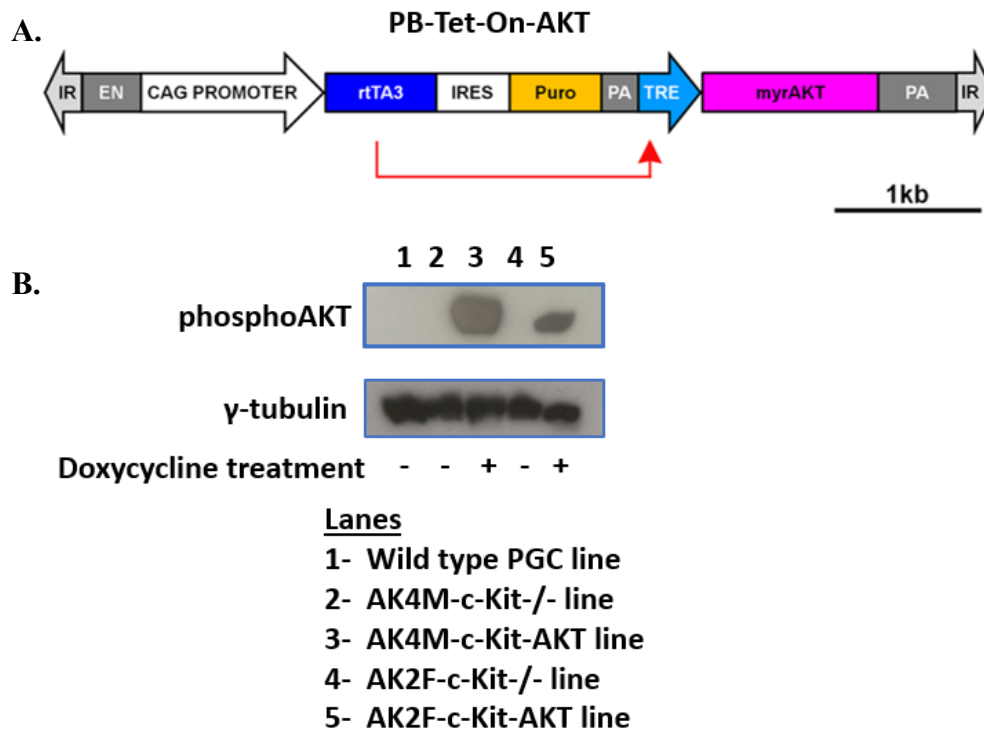 A.
PB-Tet-On-AKT
IR EN CAG PROMOTER rtTA3 IRES Puro PA TRE myrAKT PA IR
1kb
B.
1 2 3 4 5
phosphoAKT
γ-tubulin
Doxycycline treatment - - + - +
Lanes
1- Wild type PGC line
2- AK4M-c-Kit-/- line
3- AK4M-c-Kit-AKT line
4- AK2F-c-Kit-/- line
5- AK2F-c-Kit-AKT line